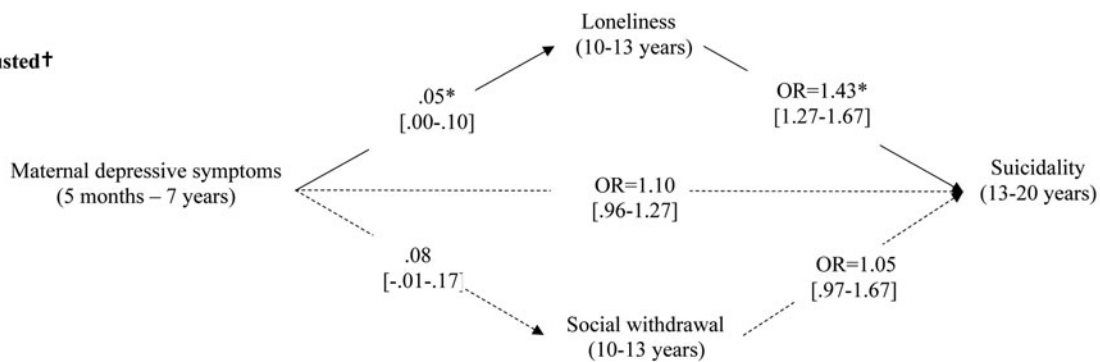 Loneliness
(10-13 years)
usted†
.05*
[.00-.10]
OR=1.43*
[1.27-1.67]
Maternal depressive symptoms
(5 months – 7 years)
OR=1.10
[.96-1.27]
Suicidality
(13-20 years)
.08
[-.01-.17]
OR=1.05
[.97-1.67]
Social withdrawal
(10-13 years)